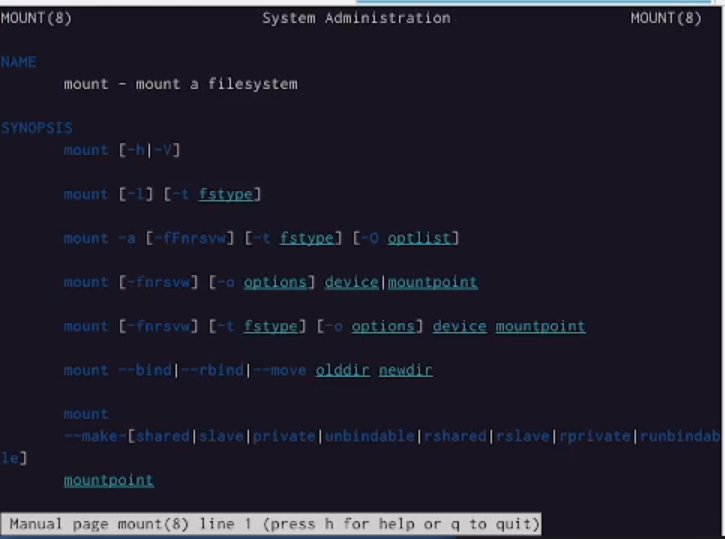 MOUNT(8) System Administration MOUNT(8)
NAME
mount - mount a filesystem
SYNOPSIS
mount [-h|-V]
mount [-l] [-t fstype]
mount -a [-fFnrsvw] [-t fstype] [-O optlist]
mount [-fnrsvw] [-o options] device|mountpoint
mount [-fnrsvw] [-t fstype] [-o options] device mountpoint
mount --bind|--rbind|--move olddir newdir
mount
--make-[shared|slave|private|unbindable|rshared|rslave|rprivate|runbindab
le]
mountpoint
Manual page mount(8) line 1 (press h for help or q to quit)